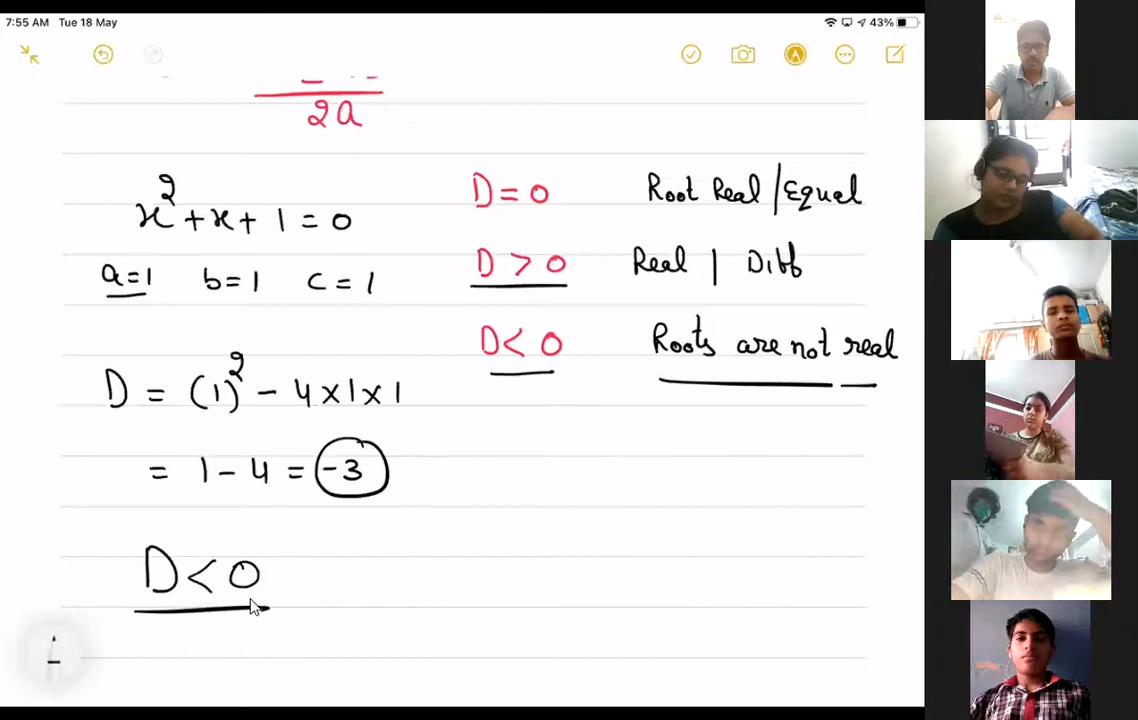 7:55 AM Tue 18 May
43%
2a
x² + x + 1 = 0
a=1 b=1 c=1
D = (1)² - 4×1×1
= 1 - 4 = -3
D < 0
D = 0 Root Real / Equal
D > 0 Real | Diff
D < 0 Roots are not real